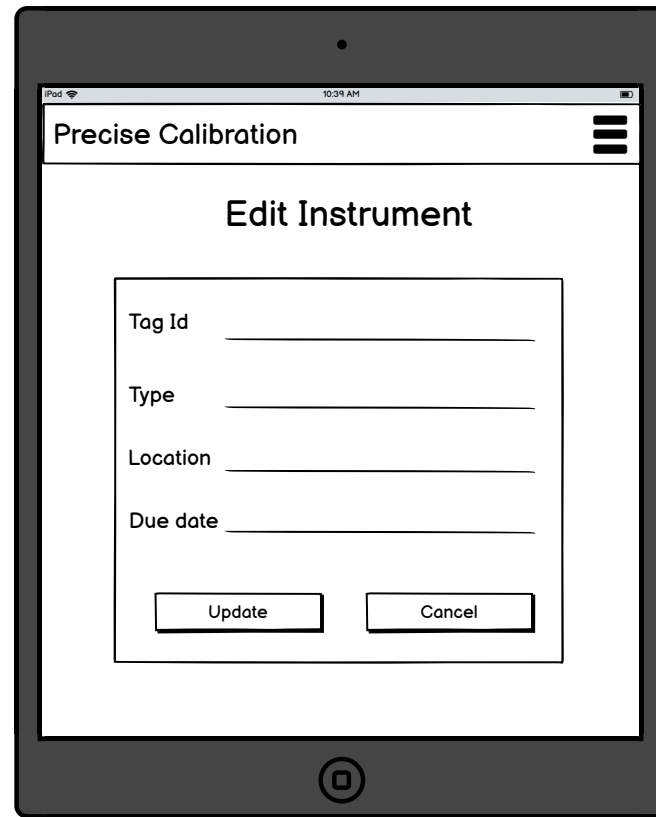 iPad 10:39 AM
Precise Calibration
Edit Instrument
Tag Id
Type
Location
Due date
Update Cancel